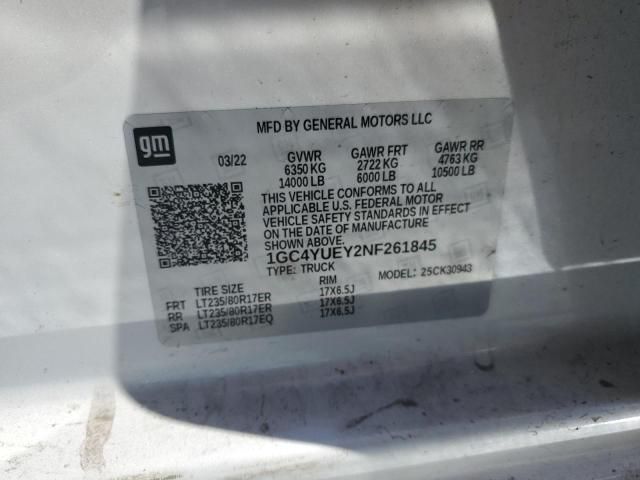 gm
MFD BY GENERAL MOTORS LLC
03/22 GVWR GAWR FRT GAWR RR
6350 KG 2722 KG 4763 KG
14000 LB 6000 LB 10500 LB
THIS VEHICLE CONFORMS TO ALL
APPLICABLE U.S. FEDERAL MOTOR
VEHICLE SAFETY STANDARDS IN EFFECT
ON THE DATE OF MANUFACTURE
SHOWN ABOVE.
1GC4YUEY2NF261845
TYPE: TRUCK MODEL: 25CK30943
TIRE SIZE RIM
FRT LT235/80R17ER 17X6.5J
RR LT235/80R17ER 17X6.5J
SPA LT235/80R17EQ 17X6.5J